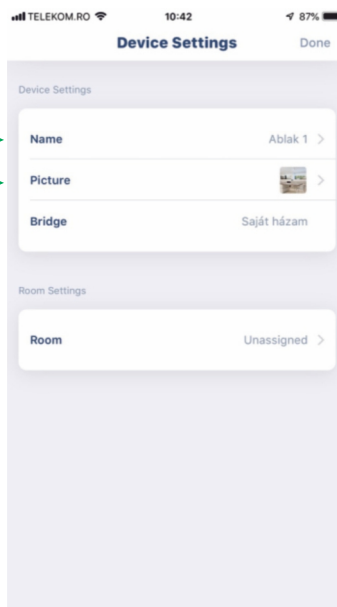 TELEKOM.RO 10:42 87%
Device Settings Done
Device Settings
Name Ablak 1
Picture
Bridge Saját házam
Room Settings
Room Unassigned